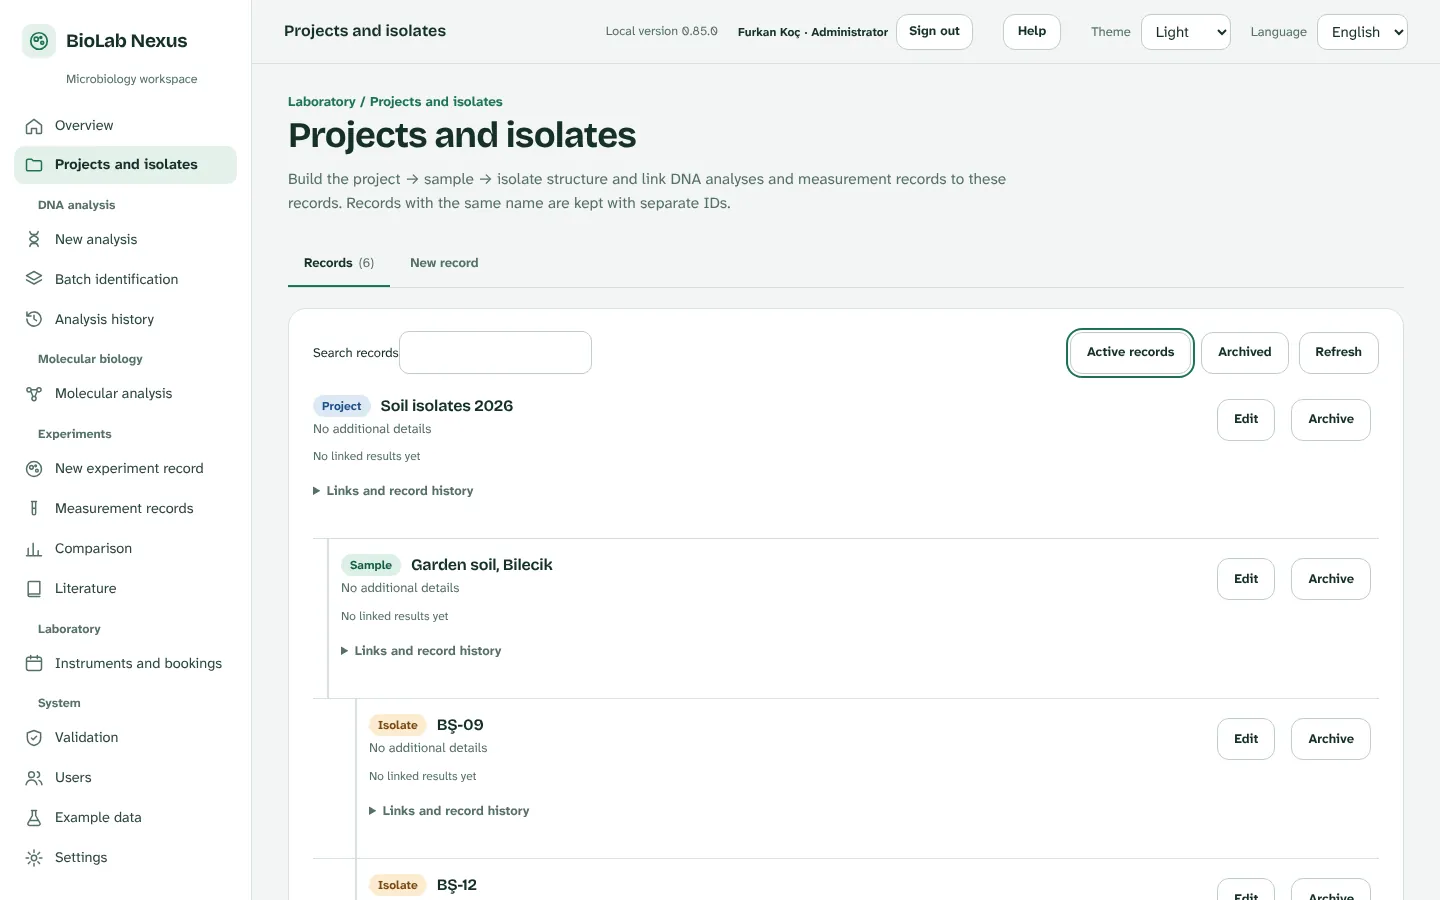 BioLab Nexus
Microbiology workspace
Overview
Projects and isolates
DNA analysis
New analysis
Batch identification
Analysis history
Molecular biology
Molecular analysis
Experiments
New experiment record
Measurement records
Comparison
Literature
Laboratory
Instruments and bookings
System
Validation
Users
Example data
Settings
Projects and isolates
Local version 0.85.0
Furkan Koç · Administrator
Sign out
Help
Theme
Light
Language
English
Laboratory / Projects and isolates
Projects and isolates
Build the project → sample → isolate structure and link DNA analyses and measurement records to these
records. Records with the same name are kept with separate IDs.
Records (6)
New record
Search records
Active records
Archived
Refresh
Project Soil isolates 2026
No additional details
No linked results yet
Links and record history
Edit
Archive
Sample Garden soil, Bilecik
No additional details
No linked results yet
Links and record history
Edit
Archive
Isolate BŞ-09
No additional details
No linked results yet
Links and record history
Edit
Archive
Isolate BŞ-12
Edit
Archive